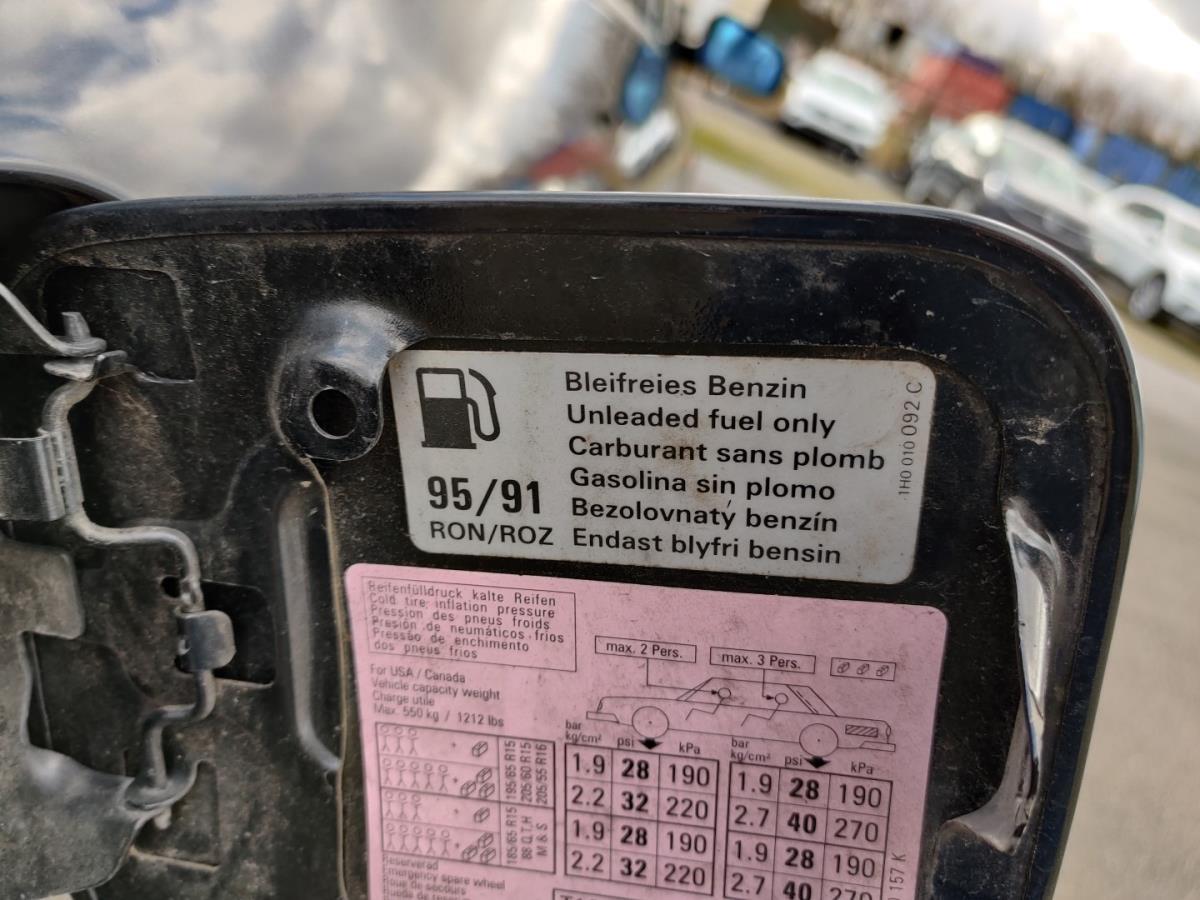 Bleifreies Benzin
Unleaded fuel only
Carburant sans plomb
Gasolina sin plomo
Bezolovnatý benzín
Endast blyfri bensin
95/91
RON/ROZ
1H0 010 092 C
Reifenfülldruck kalte Reifen
Cold tire inflation pressure
Pression des pneus froids
Presión de neumáticos frios
Pressão de enchimento
dos pneus frios
For USA / Canada
Vehicle capacity weight
Charge utile
Max. 550 kg / 1212 lbs
max. 2 Pers.
max. 3 Pers.
bar
kg/cm² psi kPa
bar
kg/cm² psi kPa
195/65 R15
205/60 R15
205/55 R16
185/65 R15
88 Q,T,H
M & S
1.9 28 190
2.2 32 220
1.9 28 190
2.2 32 220
1.9 28 190
2.7 40 270
1.9 28 190
2.7 40 270
157 K
Reserverad
Emergency spare wheel
Roue de secours